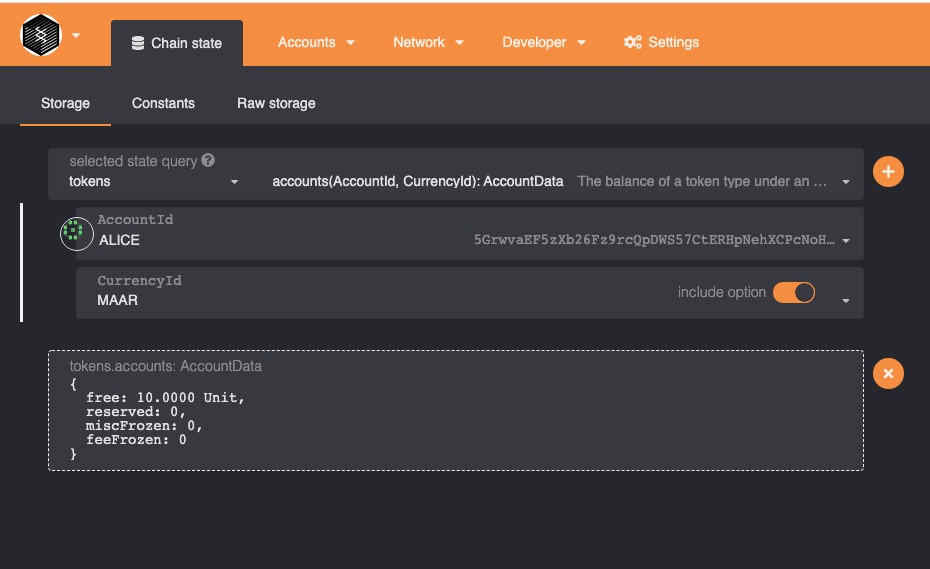 Chain state
Accounts
Network
Developer
Settings
Storage
Constants
Raw storage
selected state query
tokens
accounts(AccountId, CurrencyId): AccountData The balance of a token type under an …
AccountId
ALICE
5GrwvaEF5zXb26Fz9rcQpDWS57CtERHpNehXCPcNoH…
CurrencyId
MAAR
include option
tokens.accounts: AccountData
{
free: 10.0000 Unit,
reserved: 0,
miscFrozen: 0,
feeFrozen: 0
}